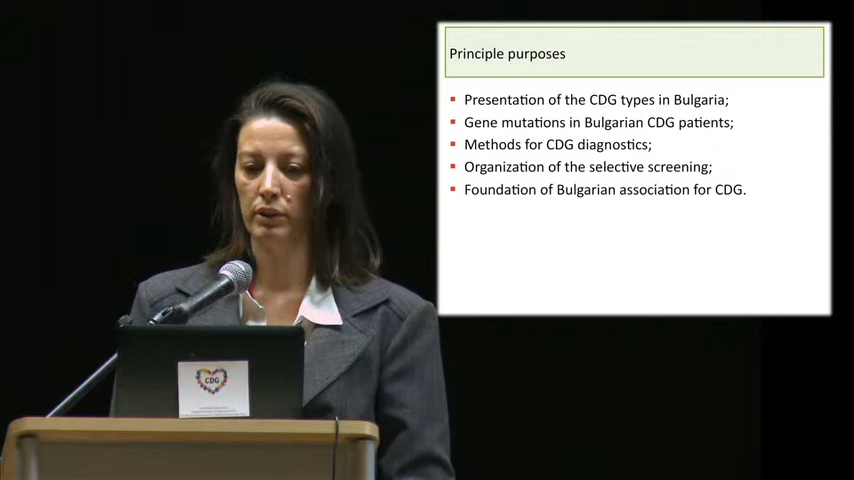 Principle purposes
Presentation of the CDG types in Bulgaria;
Gene mutations in Bulgarian CDG patients;
Methods for CDG diagnostics;
Organization of the selective screening;
Foundation of Bulgarian association for CDG.
CDG